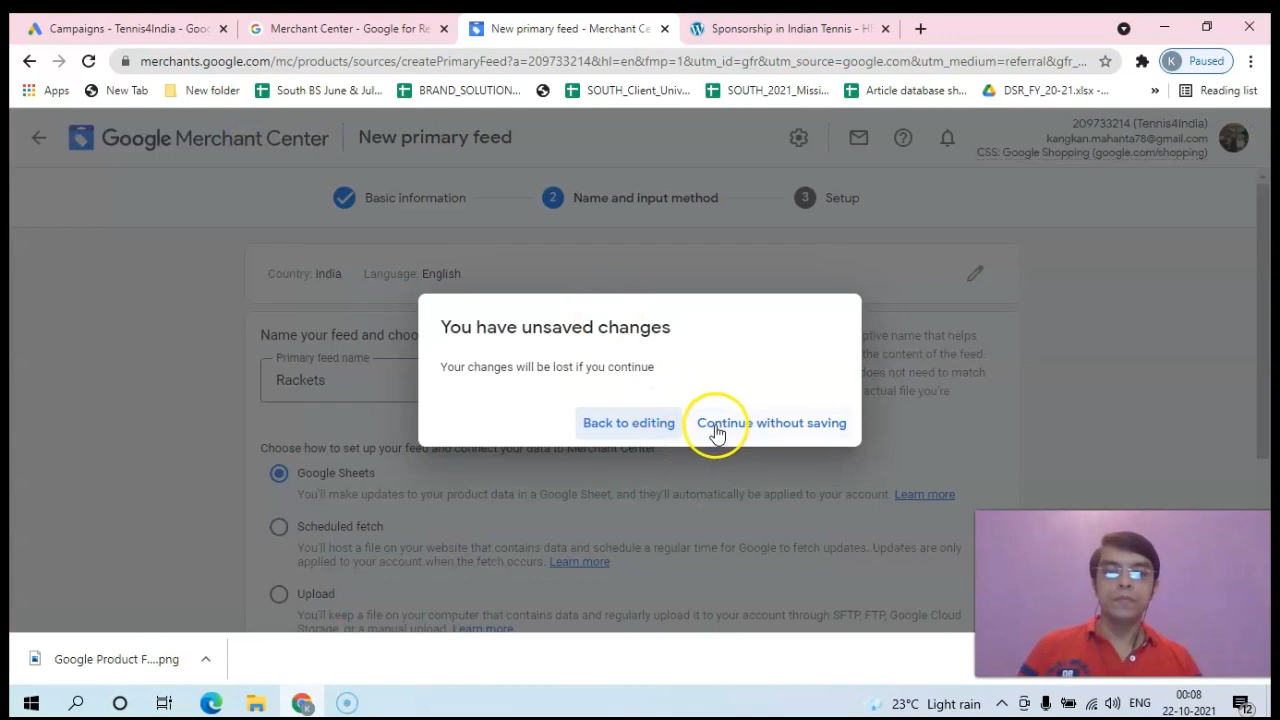 Campaigns - Tennis4India - Goo
Merchant Center - Google for Re
New primary feed - Merchant Ce
Sponsorship in Indian Tennis - H
merchants.google.com/mc/products/sources/createPrimaryFeed?a=209733214&hl=en&fmp=1&utm_id=gfr&utm_source=google.com&utm_medium=referral&gfr_...
K Paused
Apps
New Tab
New folder
South BS June & Jul...
BRAND_SOLUTION...
SOUTH_Client_Univ...
SOUTH_2021_Missi...
Article database sh...
DSR_FY_20-21.xlsx -...
»
Reading list
Google Merchant Center
New primary feed
209733214 (Tennis4India)
kangkan.mahanta78@gmail.com
CSS: Google Shopping (google.com/shopping)
Basic information
2 Name and input method
3 Setup
Country: India Language: English
You have unsaved changes
Your changes will be lost if you continue
Back to editing
Continue without saving
Name your feed and choo
Primary feed name
Rackets
ptive name that helps
the content of the feed.
does not need to match
actual file you're
Choose how to set up your feed and connect your data to Merchant Center
Google Sheets
You'll make updates to your product data in a Google Sheet, and they'll automatically be applied to your account. Learn more
Scheduled fetch
You'll host a file on your website that contains data and schedule a regular time for Google to fetch updates. Updates are only
applied to your account when the fetch occurs. Learn more
Upload
You'll keep a file on your computer that contains data and regularly upload it to your account through SFTP, FTP, Google Cloud
Storage, or a manual upload. Learn more
Google Product F....png
23°C Light rain
ENG
00:08
22-10-2021
12